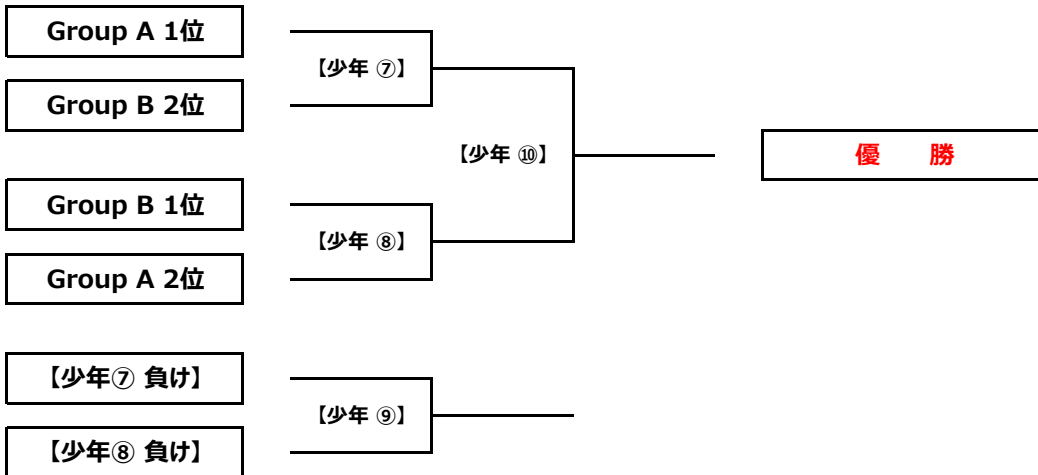 Group A 1位
【少年 ⑦】
Group B 2位
【少年 ⑩】
優　勝
Group B 1位
【少年 ⑧】
Group A 2位
【少年⑦ 負け】
【少年 ⑨】
【少年⑧ 負け】